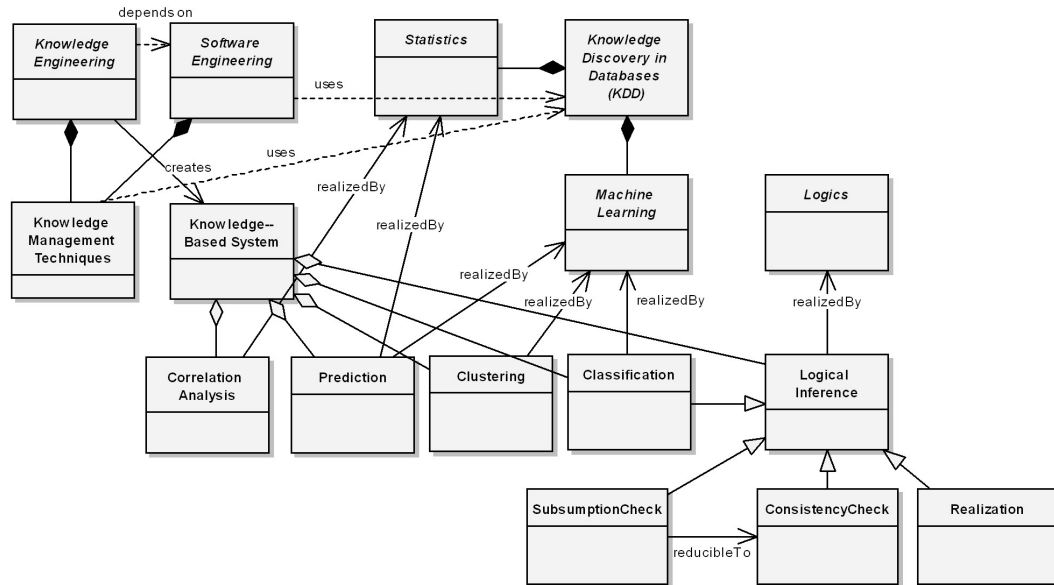 depends on
Knowledge
Engineering
Software
Engineering
Statistics
Knowledge
Discovery in
Databases
(KDD)
uses
uses
creates
realizedBy
realizedBy
Knowledge
Management
Techniques
Knowledge--
Based System
Machine
Learning
Logics
realizedBy
realizedBy
realizedBy
realizedBy
Correlation
Analysis
Prediction
Clustering
Classification
Logical
Inference
SubsumptionCheck
ConsistencyCheck
Realization
reducibleTo